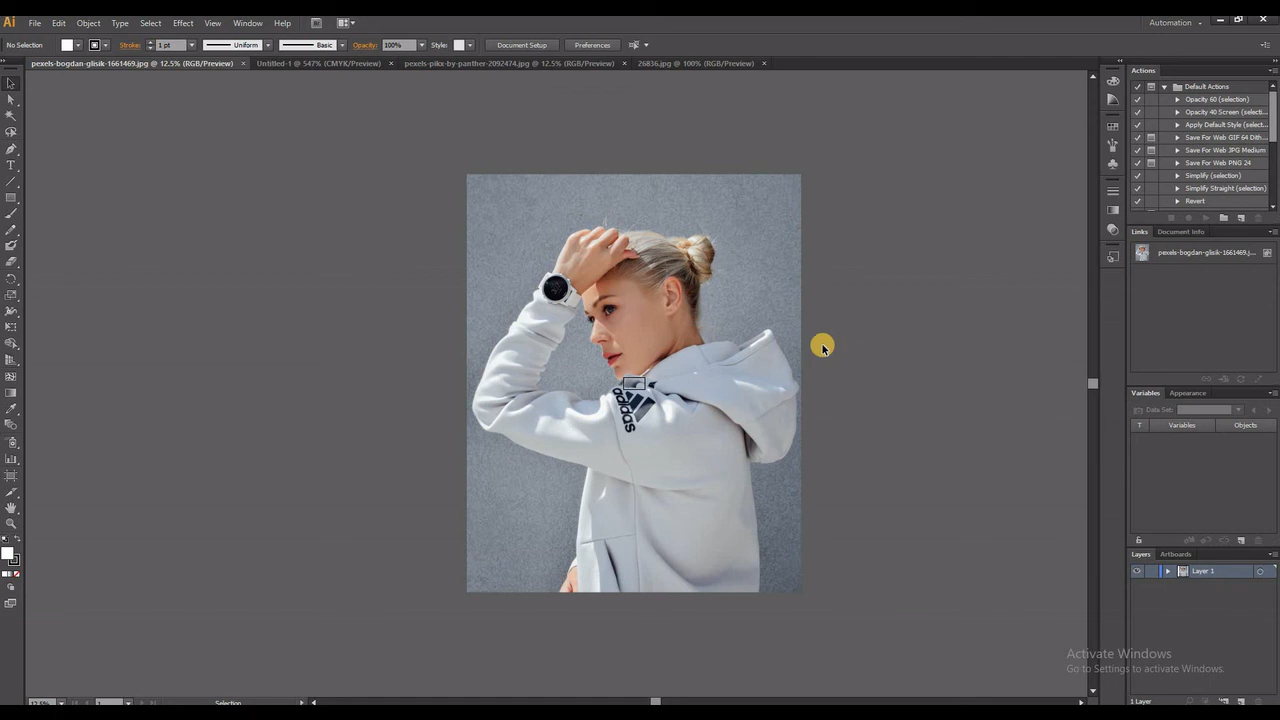 Ai File Edit Object Type Select Effect View Window Help Br Automation
No Selection Stroke: 1 pt Uniform Basic Opacity: 100% Style: Document Setup Preferences
pexels-bogdan-glisik-1661469.jpg @ 12.5% (RGB/Preview) Untitled-1 @ 547% (CMYK/Preview) pexels-pikx-by-panther-2092474.jpg @ 12.5% (RGB/Preview) 26836.jpg @ 100% (RGB/Preview)
Actions
Default Actions
Opacity 60 (selection)
Opacity 40 Screen (selecti...
Apply Default Style (select...
Save For Web GIF 64 Dith...
Save For Web JPG Medium
Save For Web PNG 24
Simplify (selection)
Simplify Straight (selection)
Revert
Links Document Info
pexels-bogdan-glisik-1661469.j...
adidas
Variables Appearance
Data Set:
T Variables Objects
Layers Artboards
Layer 1
Activate Windows
Go to Settings to activate Windows.
12.5% 1 Selection
1 Layer